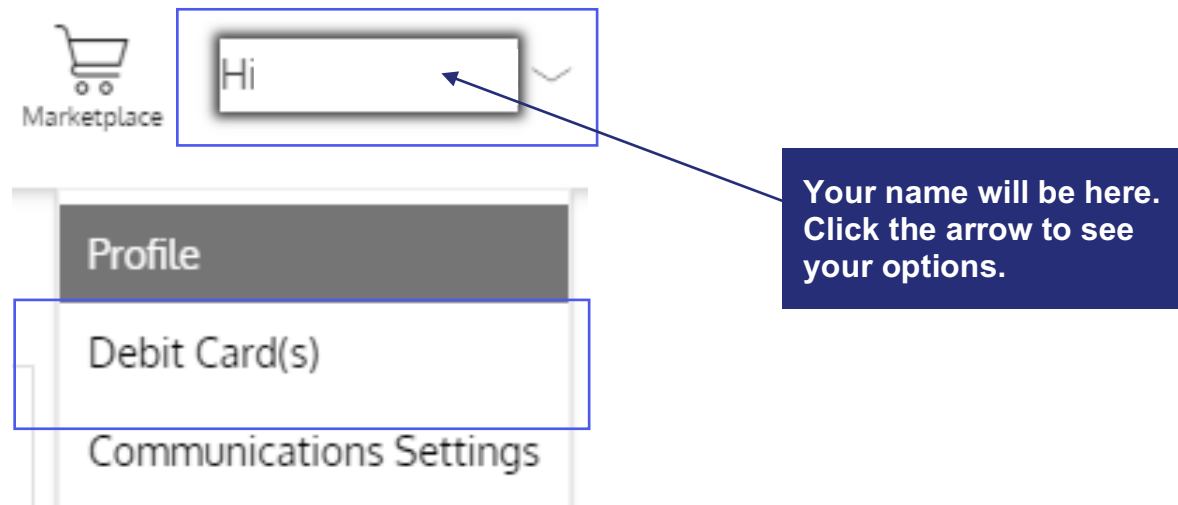 Hi
Marketplace
Your name will be here.
Click the arrow to see
your options.
Profile
Debit Card(s)
Communications Settings